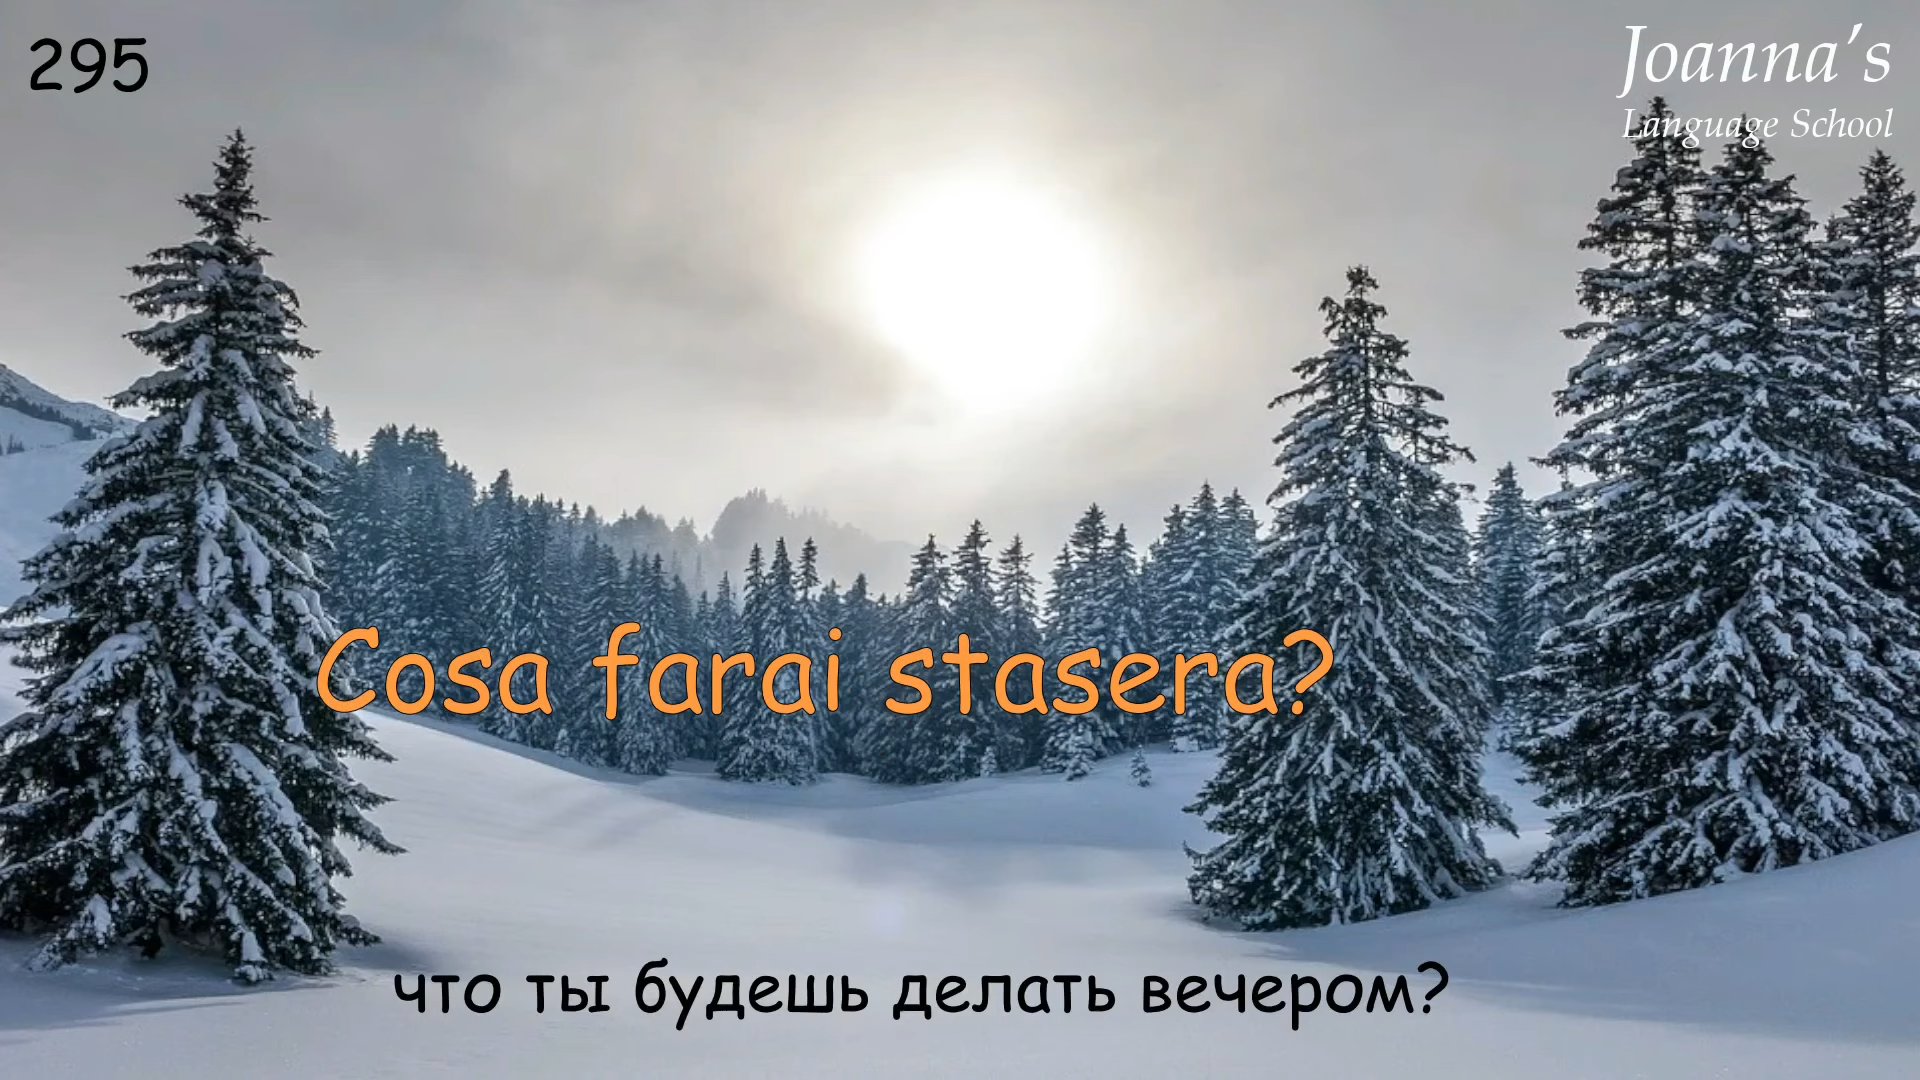 295
Joanna's
Language School
Cosa farai stasera?
что ты будешь делать вечером?